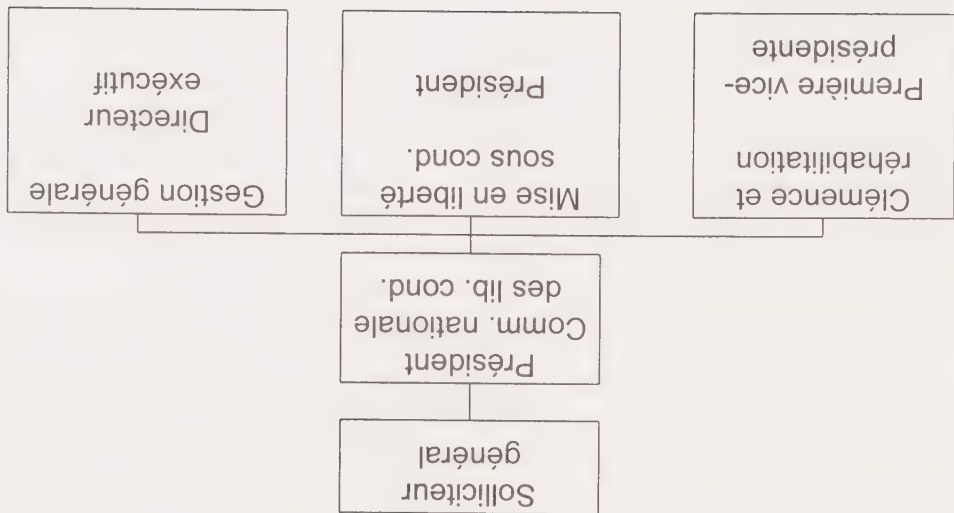 Solliciteur
général
Président
Comm. nationale
des lib. cond.
Clémence et
réhabilitation
Première vice-
présidente
Mise en liberté
sous cond.
Président
Gestion générale
Directeur
exécutif